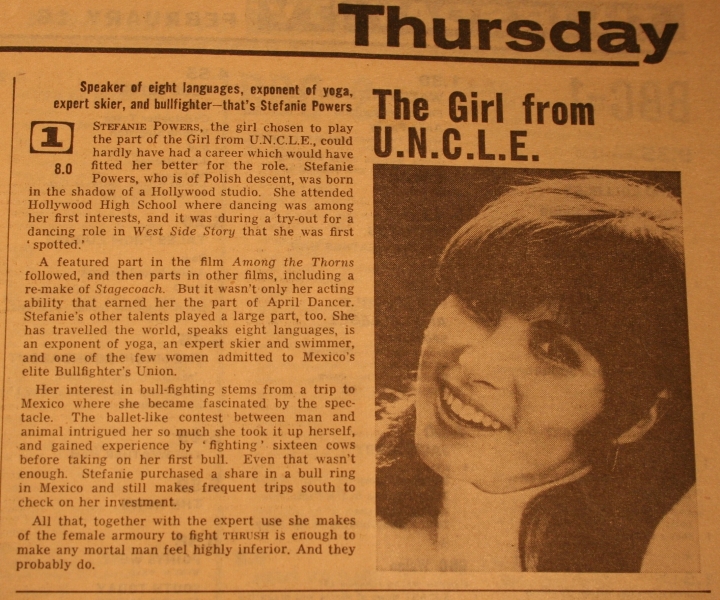 Thursday
Speaker of eight languages, exponent of yoga,
expert skier, and bullfighter—that's Stefanie Powers
The Girl from
U.N.C.L.E.
1
8.0
STEFANIE POWERS, the girl chosen to play
the part of the Girl from U.N.C.L.E., could
hardly have had a career which would have
fitted her better for the role. Stefanie
Powers, who is of Polish descent, was born
in the shadow of a Hollywood studio. She attended
Hollywood High School where dancing was among
her first interests, and it was during a try-out for a
dancing role in West Side Story that she was first
'spotted.'
A featured part in the film Among the Thorns
followed, and then parts in other films, including a
re-make of Stagecoach. But it wasn't only her acting
ability that earned her the part of April Dancer.
Stefanie's other talents played a large part, too. She
has travelled the world, speaks eight languages, is
an exponent of yoga, an expert skier and swimmer,
and one of the few women admitted to Mexico's
elite Bullfighter's Union.
Her interest in bull-fighting stems from a trip to
Mexico where she became fascinated by the spec-
tacle. The ballet-like contest between man and
animal intrigued her so much she took it up herself,
and gained experience by 'fighting' sixteen cows
before taking on her first bull. Even that wasn't
enough. Stefanie purchased a share in a bull ring
in Mexico and still makes frequent trips south to
check on her investment.
All that, together with the expert use she makes
of the female armoury to fight THRUSH is enough to
make any mortal man feel highly inferior. And they
probably do.